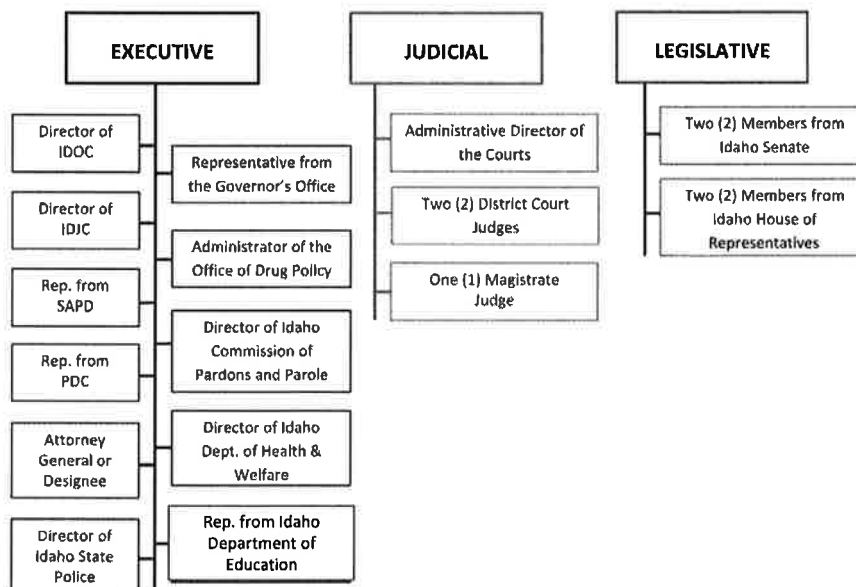 EXECUTIVE
Director of
IDOC
Representative from
the Governor's Office
Director of
IDJC
Administrator of the
Office of Drug Policy
Rep. from
SAPD
Director of Idaho
Commission of
Pardons and Parole
Rep. from
PDC
Attorney
General or
Designee
Director of Idaho
Dept. of Health &
Welfare
Director of
Idaho State
Police
Rep. from Idaho
Department of
Education
JUDICIAL
Administrative Director of
the Courts
Two (2) District Court
Judges
One (1) Magistrate
Judge
LEGISLATIVE
Two (2) Members from
Idaho Senate
Two (2) Members from
Idaho House of
Representatives